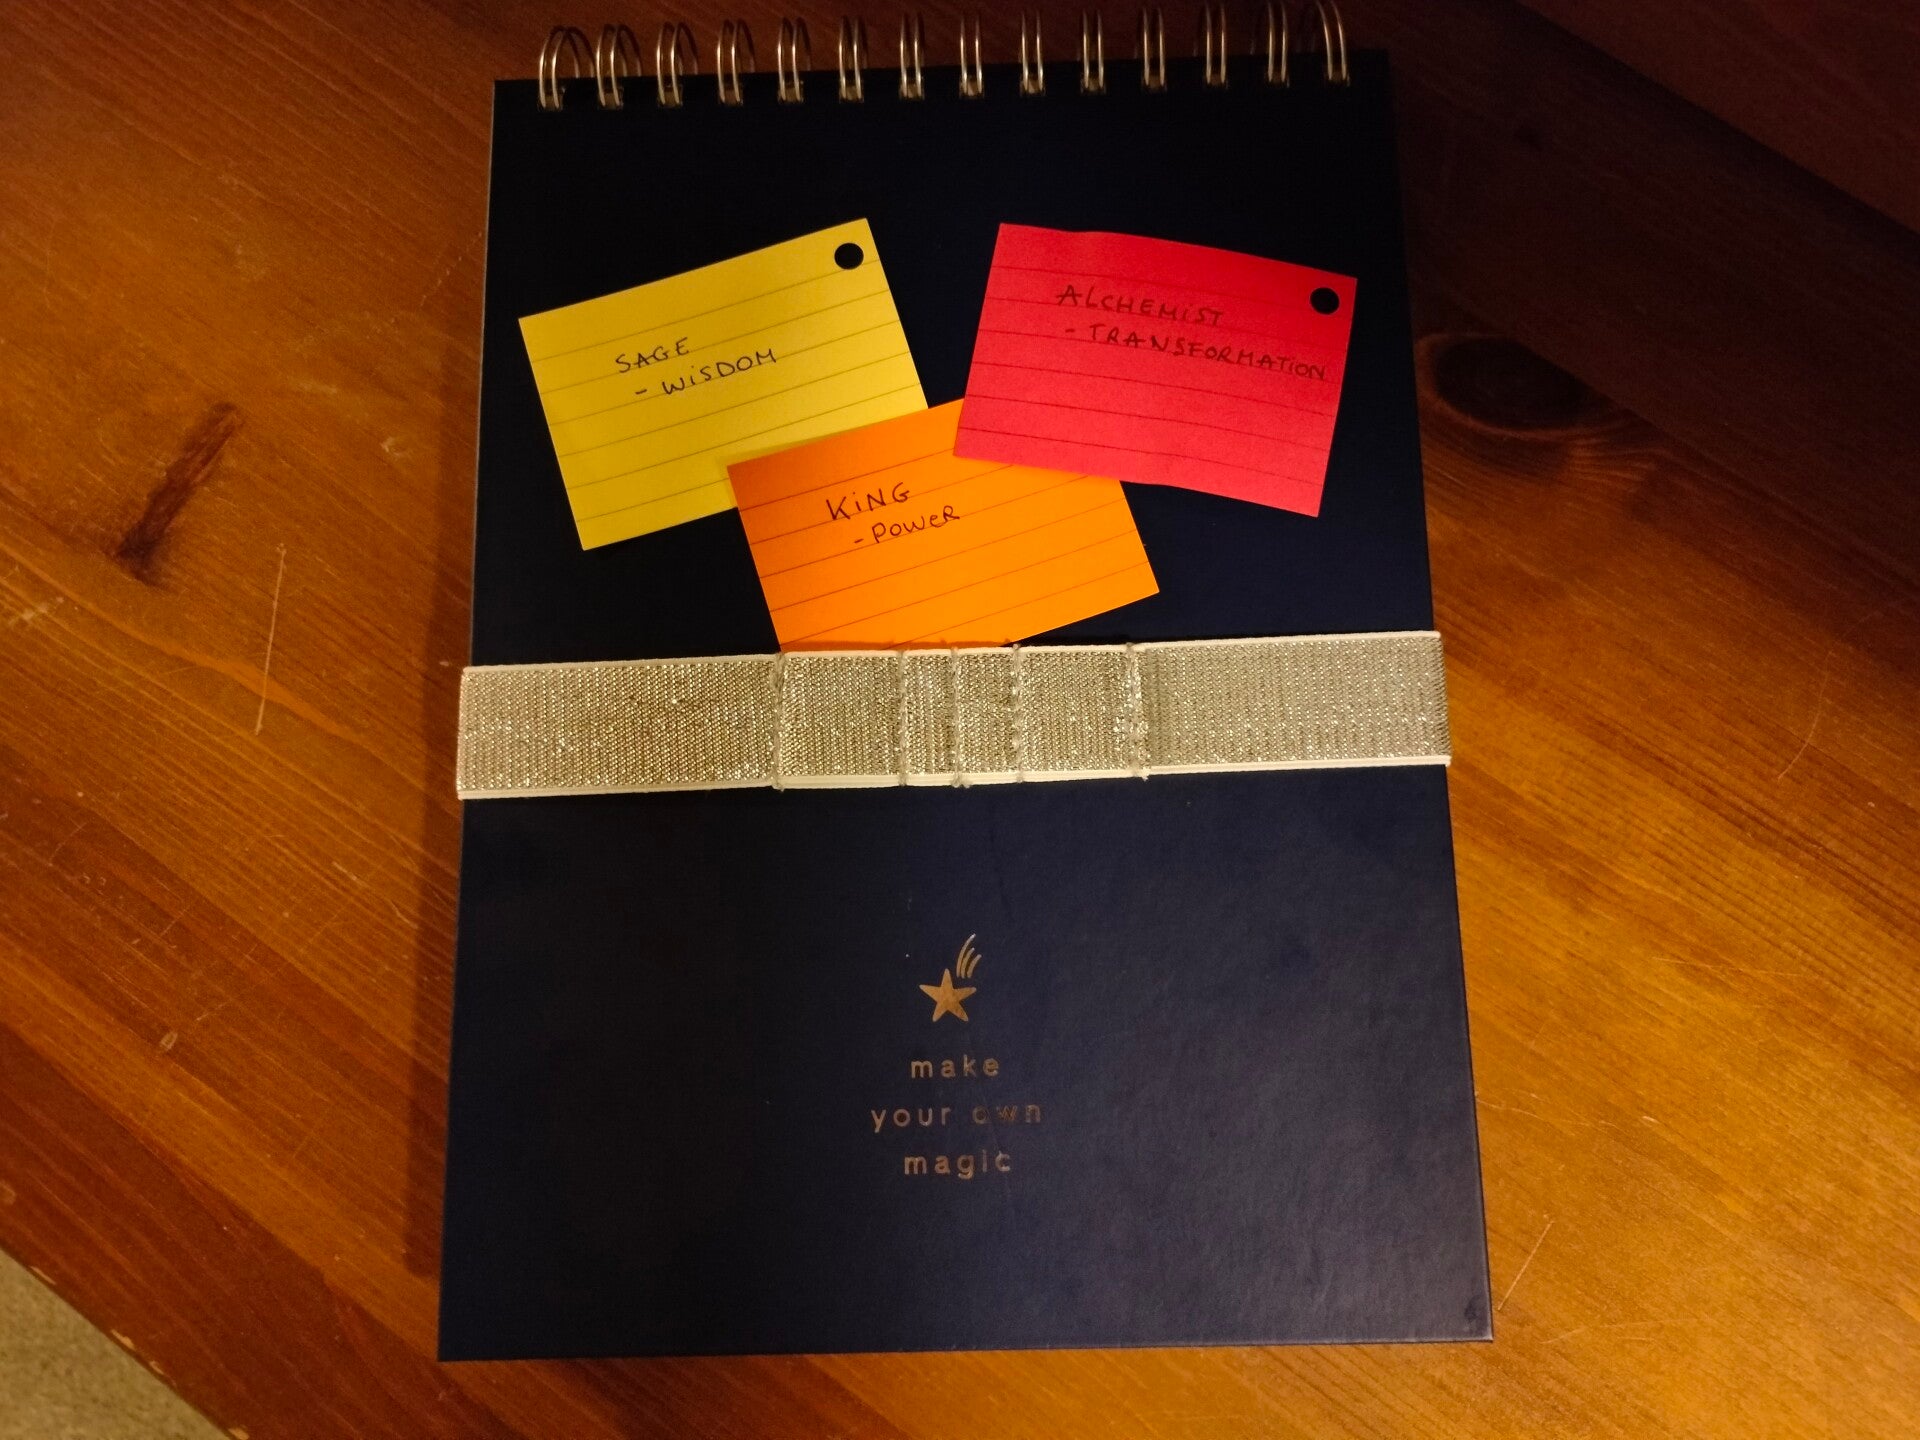 SAGE
- WiSDOM
ALCHEMIST
- TRANSFORMATiON
KiNG
- POWeR
make
your own
magic